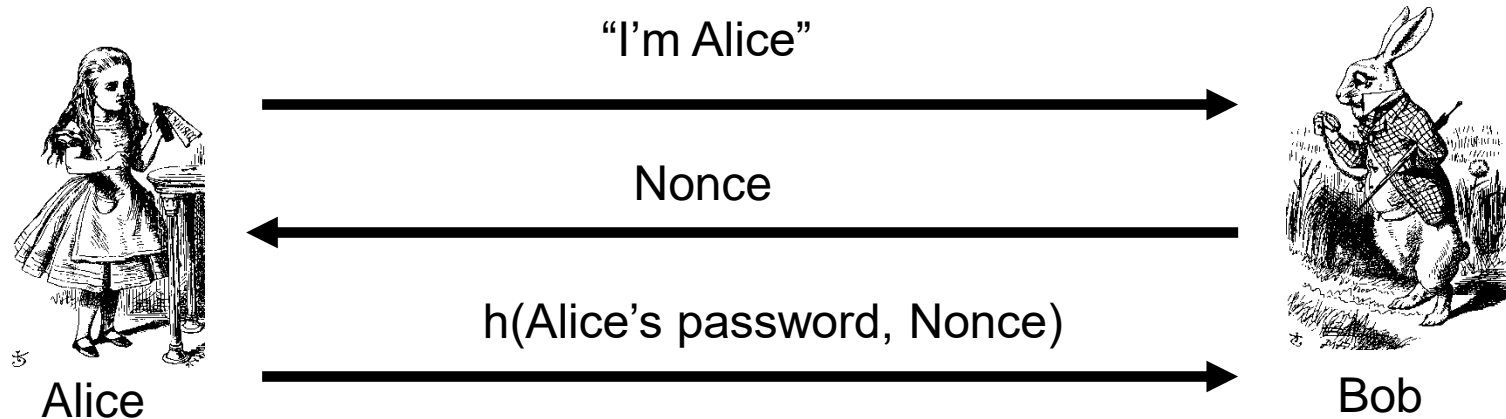 “I’m Alice”
Nonce
h(Alice’s password, Nonce)
Alice
Bob